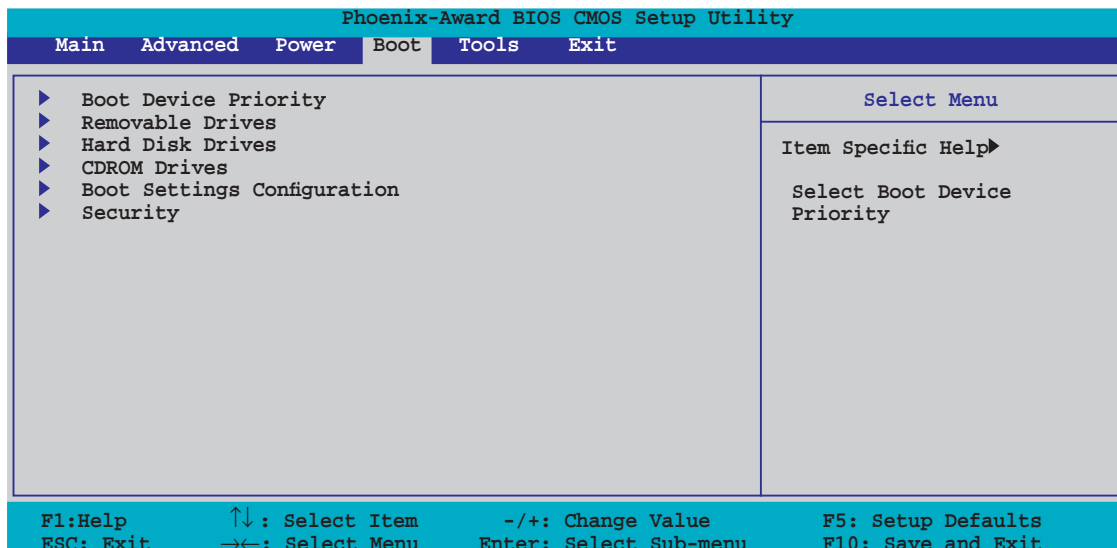 Phoenix-Award BIOS CMOS Setup Utility
Main Advanced Power Boot Tools Exit
Boot Device Priority
Removable Drives
Hard Disk Drives
CDROM Drives
Boot Settings Configuration
Security
Select Menu
Item Specific Help
Select Boot Device
Priority
F1:Help ↑↓: Select Item -/+: Change Value F5: Setup Defaults
ESC: Exit →←: Select Menu Enter: Select Sub-menu F10: Save and Exit